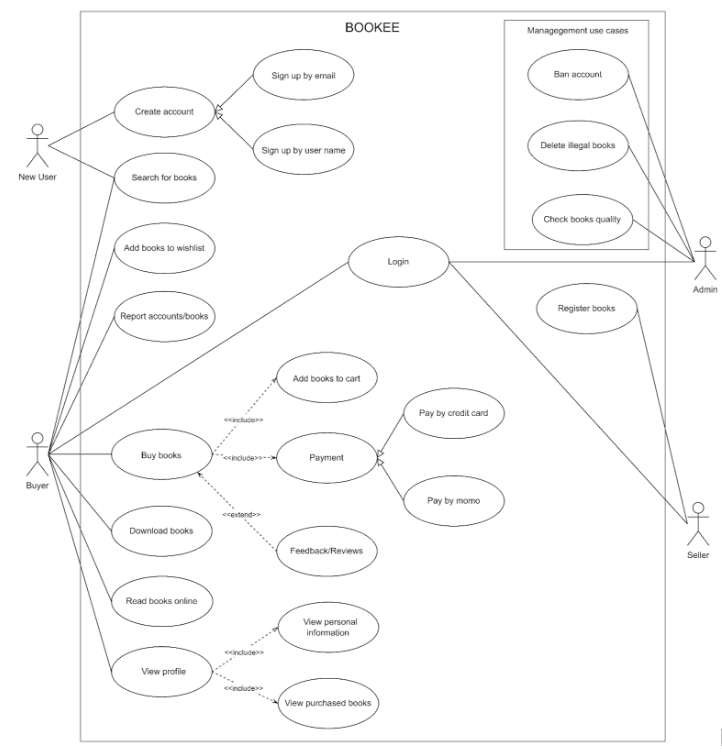 BOOKEE
Managegement use cases
Sign up by email
Ban account
Create account
New User
Sign up by user name
Delete illegal books
Search for books
Check books quality
Add books to wishlist
Login
Admin
Report accounts/books
Register books
Add books to cart
<<include>>
Pay by credit card
Buy books
<<include>>
Payment
Buyer
Pay by momo
<<extend>>
Download books
Feedback/Reviews
Seller
Read books online
View personal
information
<<include>>
View profile
<<include>>
View purchased books